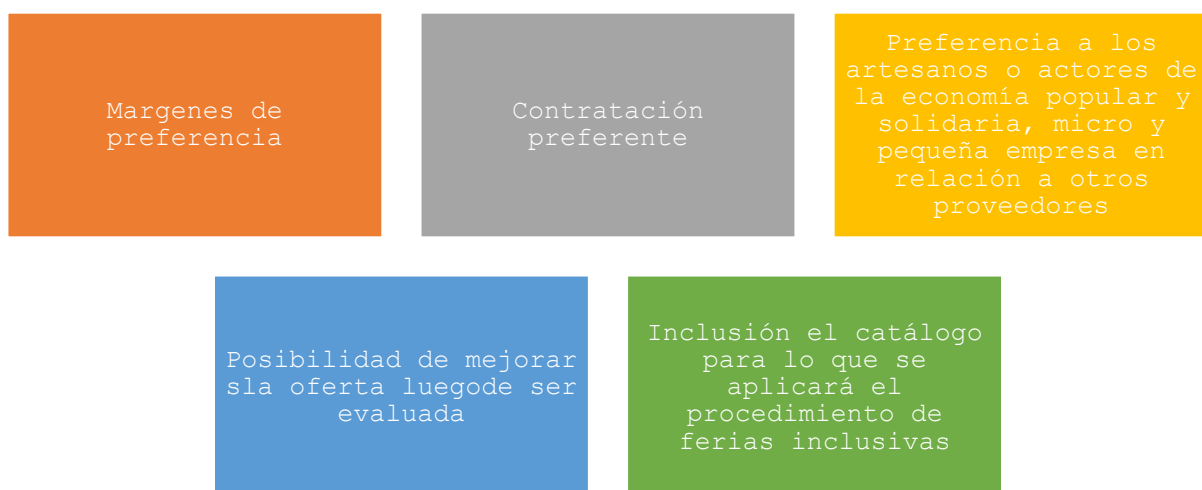 Margenes de
preferencia
Contratación
preferente
Preferencia a los
artesanos o actores de
la economía popular y
solidaria, micro y
pequeña empresa en
relación a otros
proveedores
Posibilidad de mejorar
sla oferta luegode ser
evaluada
Inclusión el catálogo
para lo que se
aplicará el
procedimiento de
ferias inclusivas